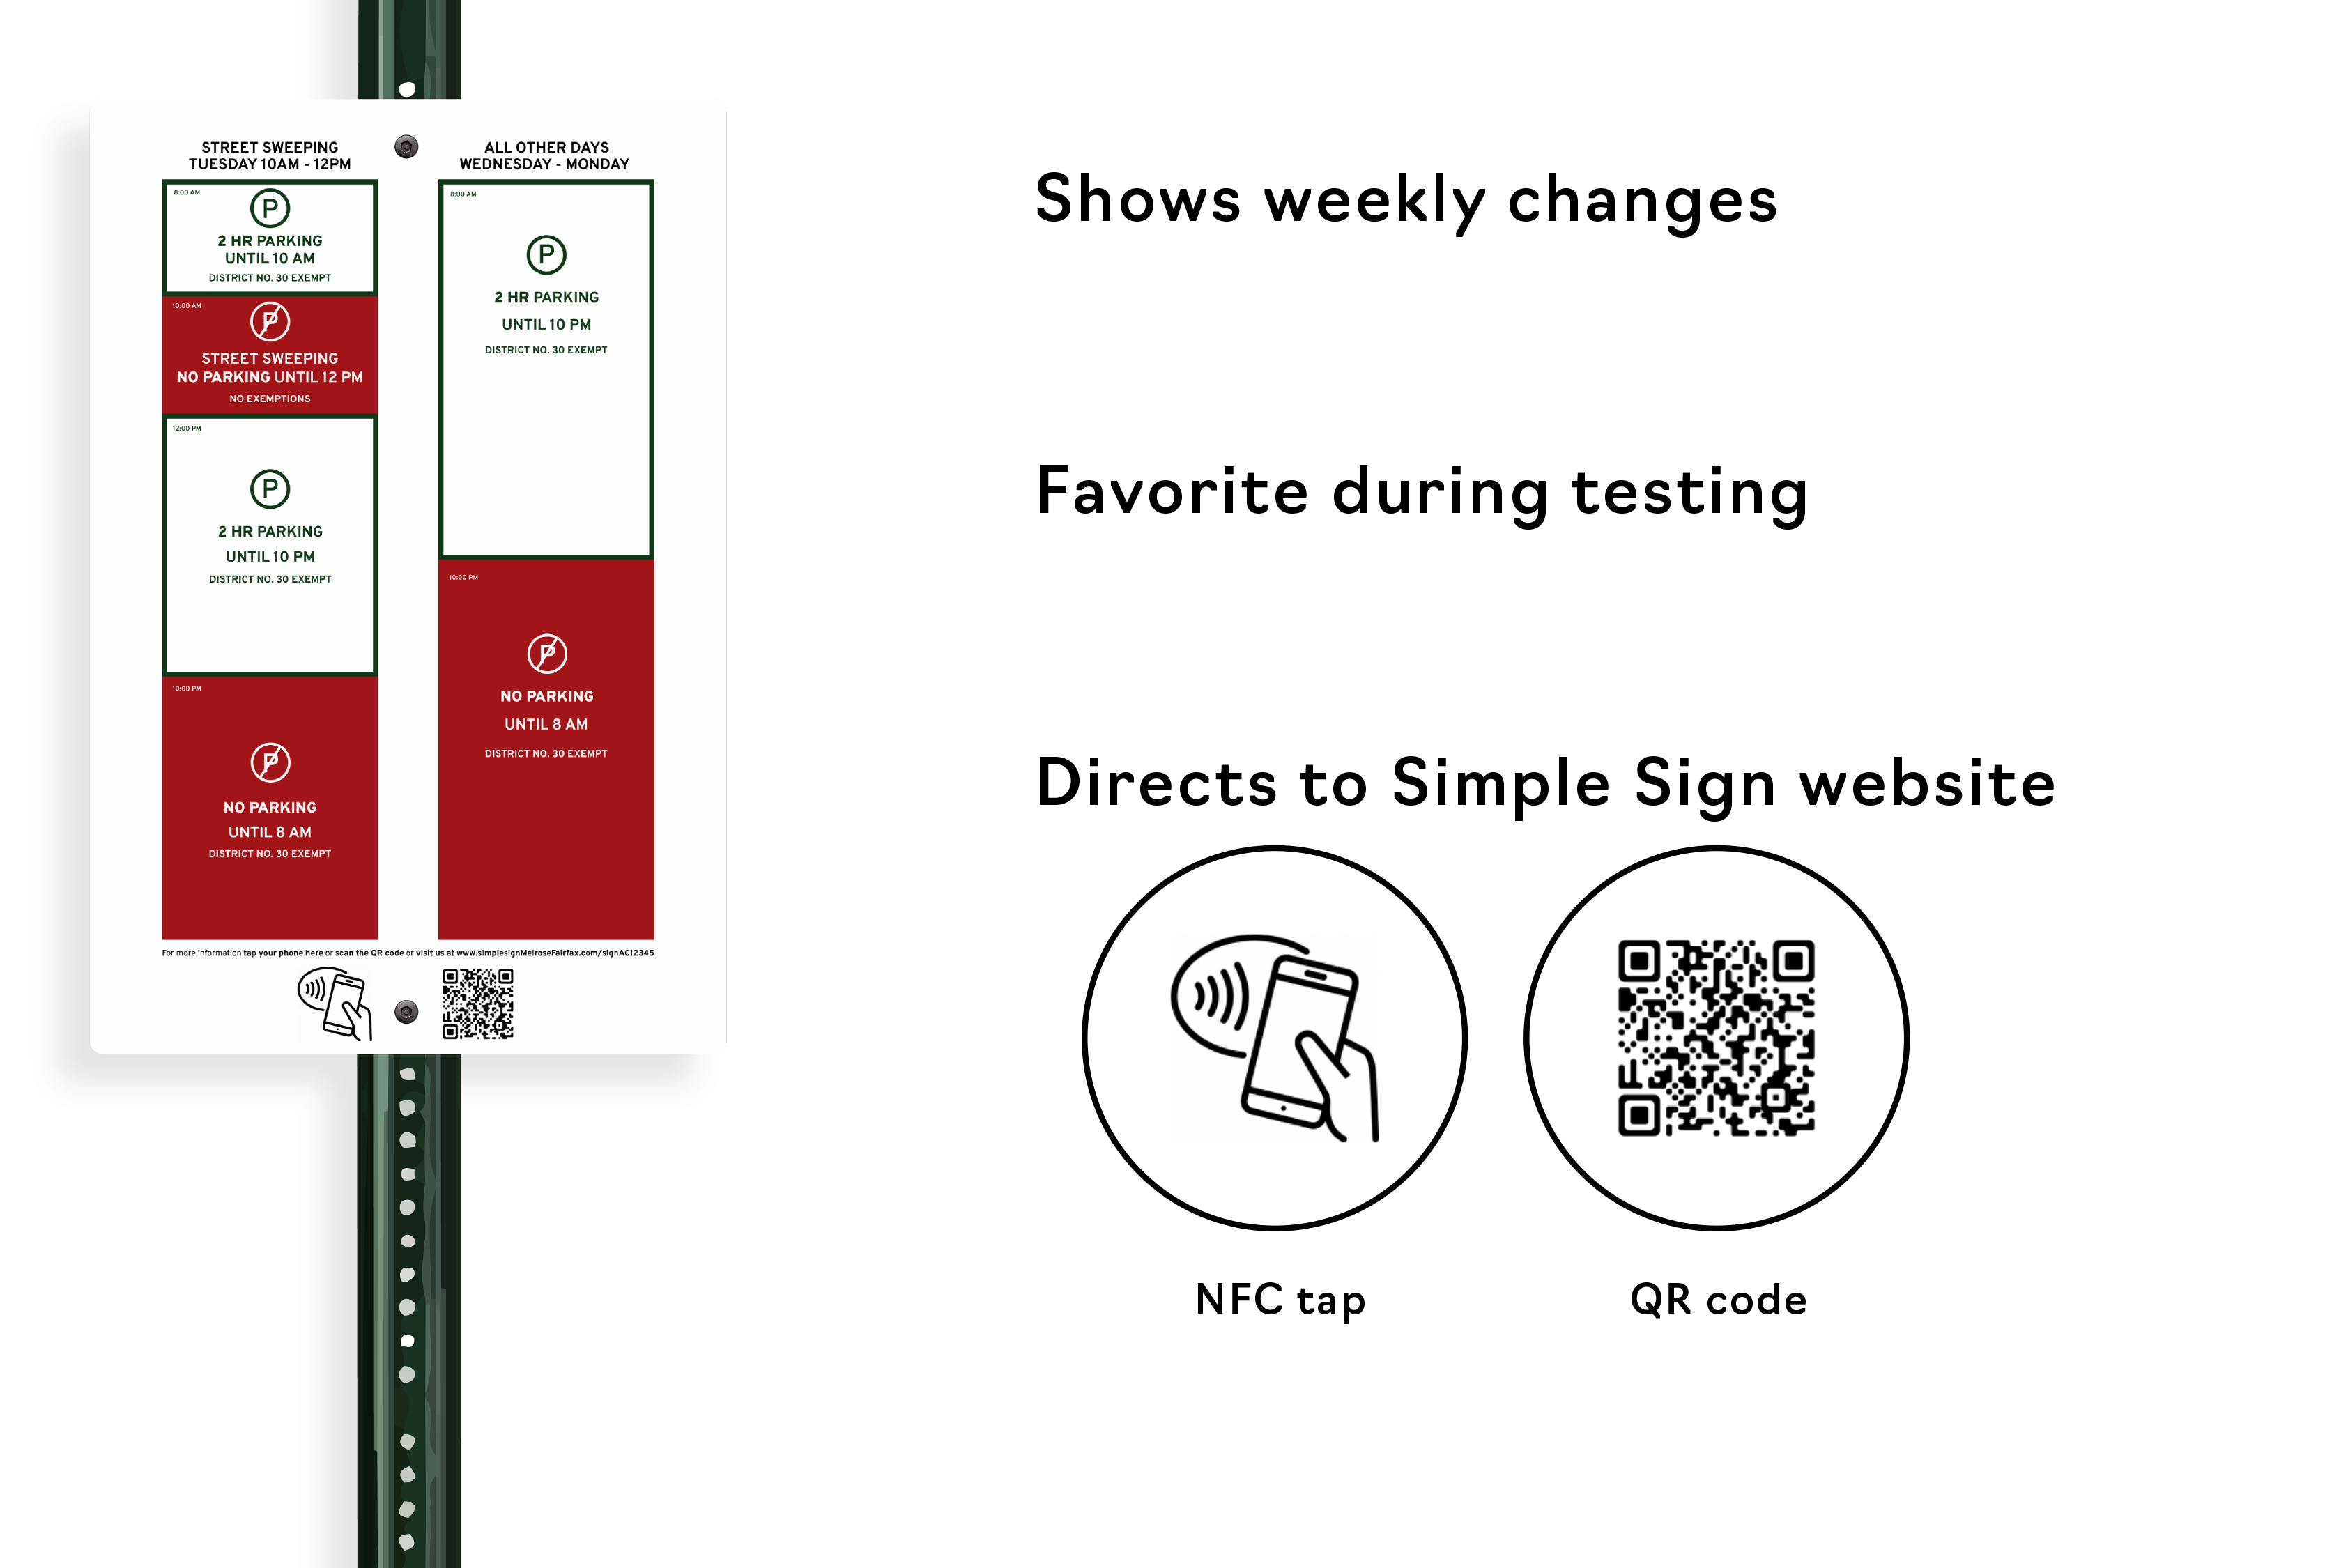 STREET SWEEPING
TUESDAY 10AM - 12PM
8:00 AM
P
2 HR PARKING
UNTIL 10 AM
DISTRICT NO. 30 EXEMPT
10:00 AM
P
STREET SWEEPING
NO PARKING UNTIL 12 PM
NO EXEMPTIONS
12:00 PM
P
2 HR PARKING
UNTIL 10 PM
DISTRICT NO. 30 EXEMPT
10:00 PM
P
NO PARKING
UNTIL 8 AM
DISTRICT NO. 30 EXEMPT
ALL OTHER DAYS
WEDNESDAY - MONDAY
8:00 AM
P
2 HR PARKING
UNTIL 10 PM
DISTRICT NO. 30 EXEMPT
10:00 PM
P
NO PARKING
UNTIL 8 AM
DISTRICT NO. 30 EXEMPT
For more information tap your phone here or scan the QR code or visit us at www.simplesignMelroseFairfax.com/signAC12345
Shows weekly changes
Favorite during testing
Directs to Simple Sign website
NFC tap
QR code